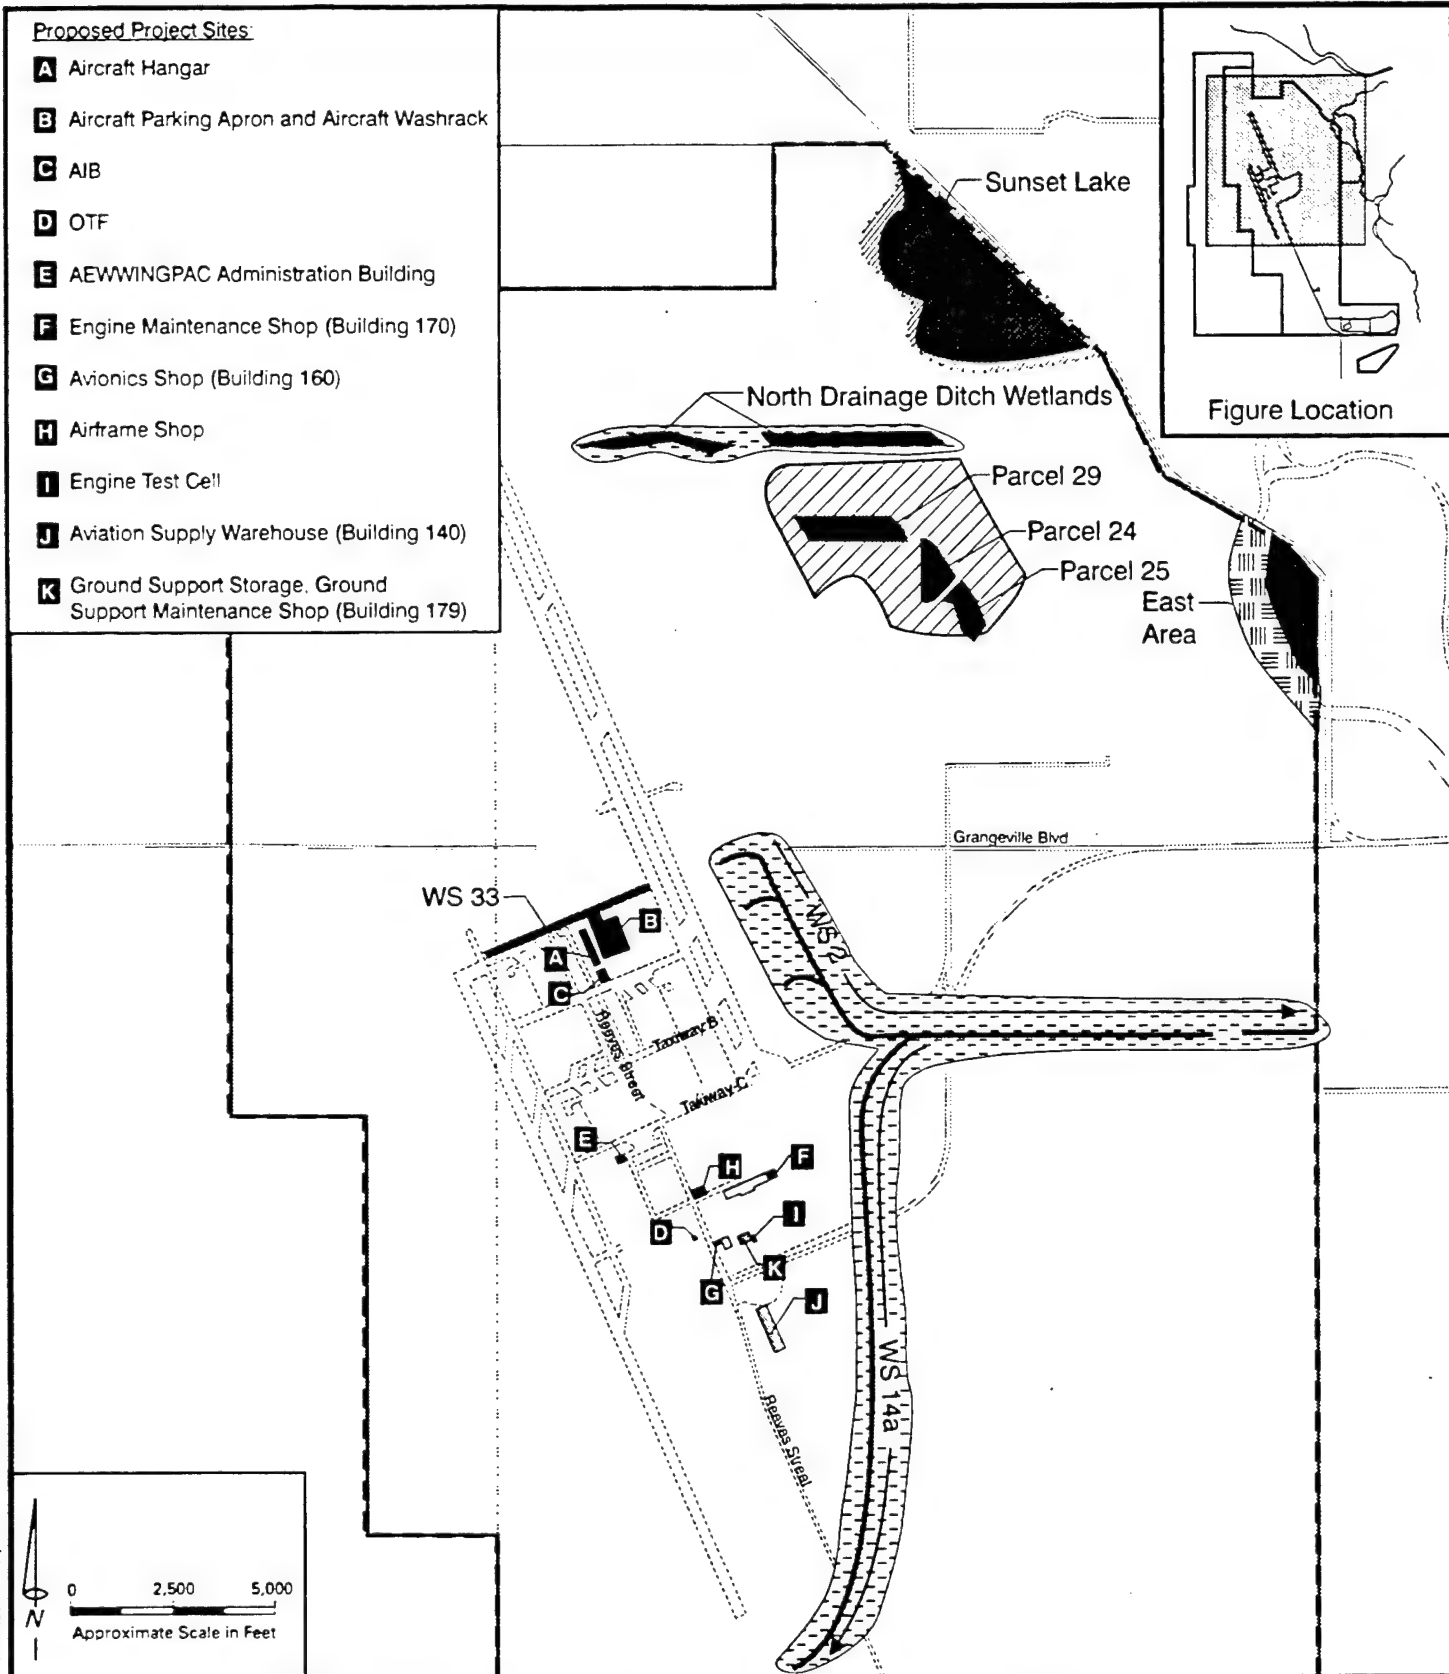 Proposed Project Sites:
A Aircraft Hangar
B Aircraft Parking Apron and Aircraft Washrack
C AIB
D OTF
E AEWWINGPAC Administration Building
F Engine Maintenance Shop (Building 170)
G Avionics Shop (Building 160)
H Airframe Shop
I Engine Test Cell
J Aviation Supply Warehouse (Building 140)
K Ground Support Storage, Ground
Support Maintenance Shop (Building 179)
Figure Location
Sunset Lake
North Drainage Ditch Wetlands
Parcel 29
Parcel 24
Parcel 25
East
Area
Grangeville Blvd
WS 33
B
A
C
WS 2
Reeves Street
Taxiway B
Taxiway C
E
H
F
D
I
K
G
J
WS 14a
Reeves Street
0 2,500 5,000
N
Approximate Scale in Feet